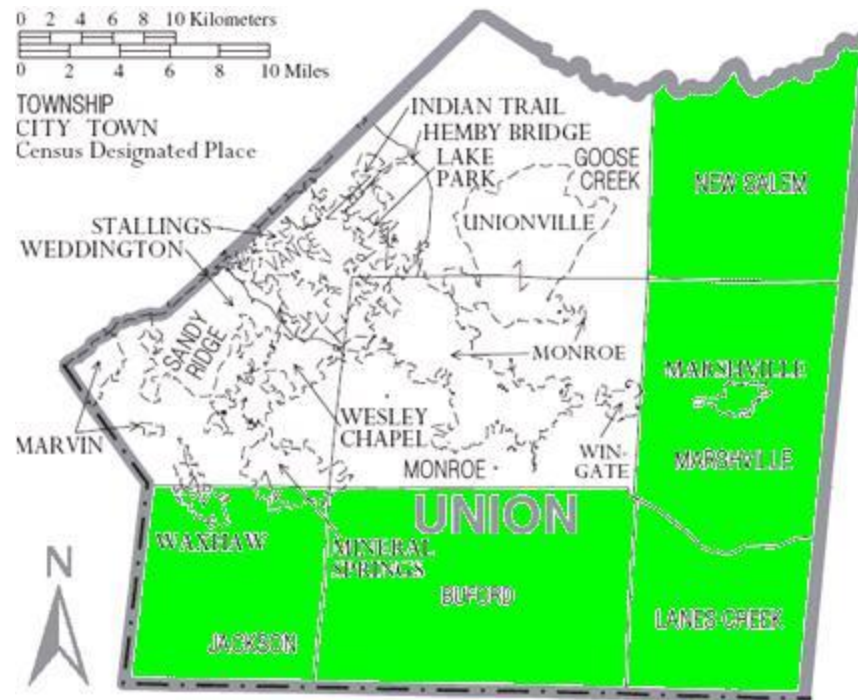 0 2 4 6 8 10 Kilometers
0 2 4 6 8 10 Miles
TOWNSHIP
CITY TOWN
Census Designated Place
INDIAN TRAIL
HEMBY BRIDGE
LAKE
PARK
GOOSE
CREEK
NEW SALEM
STALLINGS
WEDDINGTON
VANCE
UNIONVILLE
SANDY
RIDGE
MONROE
MARSHVILLE
MARVIN
WESLEY
CHAPEL
WIN-
GATE
MONROE
MARSHVILLE
UNION
WAXHAW
MINERAL
SPRINGS
N
BUFORD
LANES CREEK
JACKSON